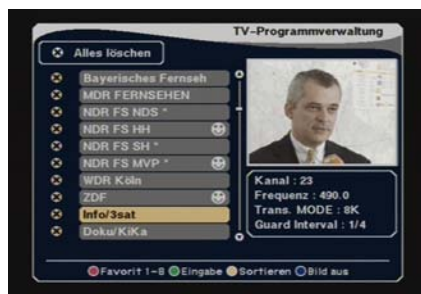 TV-Programmverwaltung
Alles löschen
Bayerisches Fernseh
MDR FERNSEHEN
NDR FS NDS *
NDR FS HH
NDR FS SH *
NDR FS MVP *
WDR Köln
ZDF
Info/3sat
Doku/KiKa
Kanal : 23
Frequenz : 490.0
Trans. MODE : 8K
Guard Interval : 1/4
Favorit 1~8 Eingabe Sortieren Bild aus